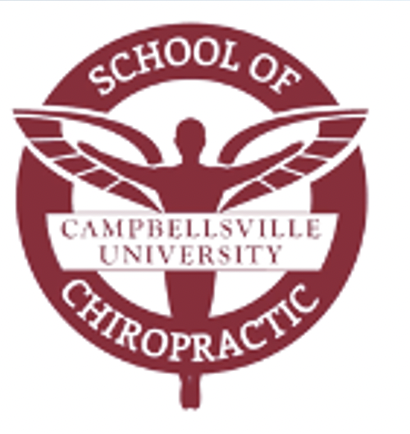 SCHOOL OF
CAMPBELLSVILLE
UNIVERSITY
CHIROPRACTIC